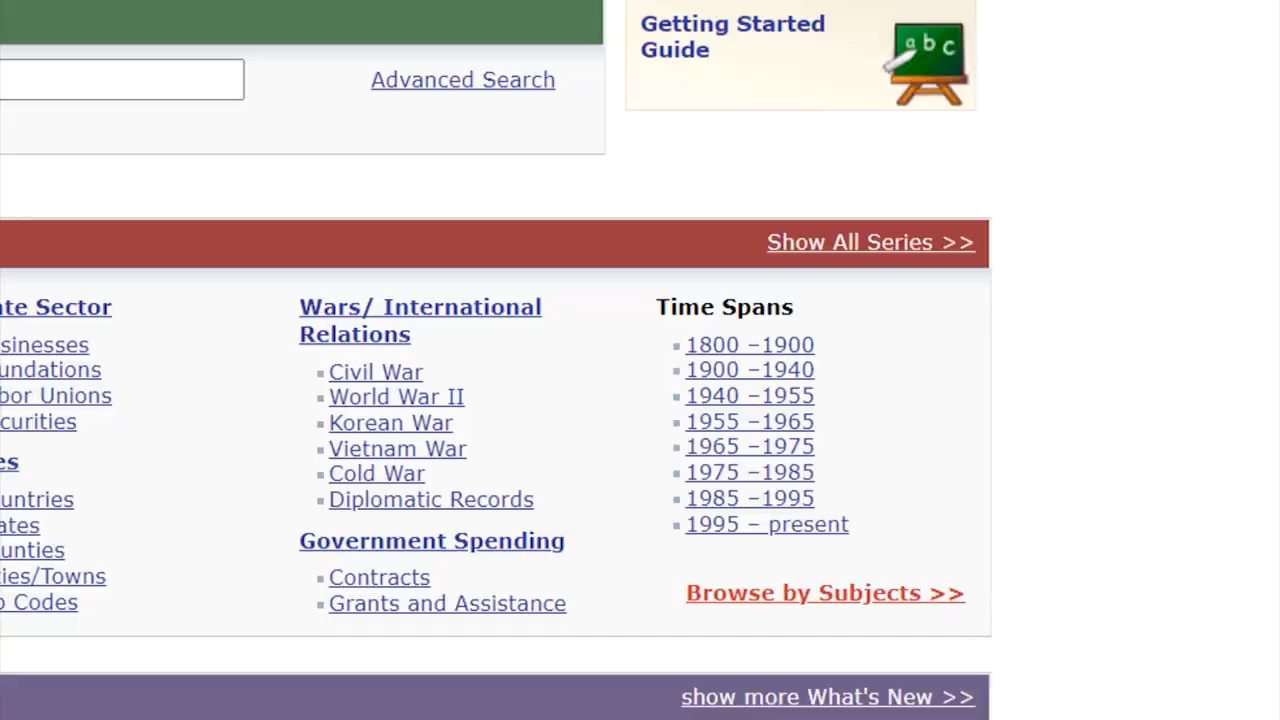 Getting Started
Guide
a b c
Advanced Search
Show All Series >>
te Sector
sinesses
undations
bor Unions
curities
es
untries
ates
unties
ties/Towns
Codes
Wars/ International
Relations
Civil War
World War II
Korean War
Vietnam War
Cold War
Diplomatic Records
Government Spending
Contracts
Grants and Assistance
Time Spans
1800 –1900
1900 –1940
1940 –1955
1955 –1965
1965 –1975
1975 –1985
1985 –1995
1995 – present
Browse by Subjects >>
show more What's New >>